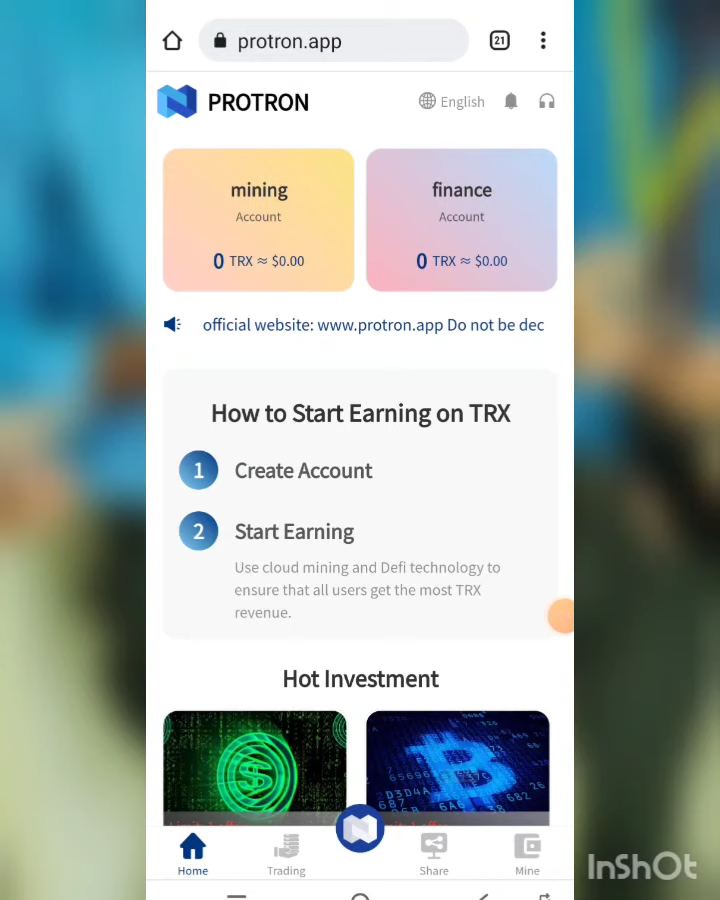 protron.app
21
PROTRON
English
mining
Account
0 TRX ≈ $0.00
finance
Account
0 TRX ≈ $0.00
official website: www.protron.app Do not be dec
How to Start Earning on TRX
1 Create Account
2 Start Earning
Use cloud mining and Defi technology to
ensure that all users get the most TRX
revenue.
Hot Investment
Home
Trading
Share
Mine
InShOt